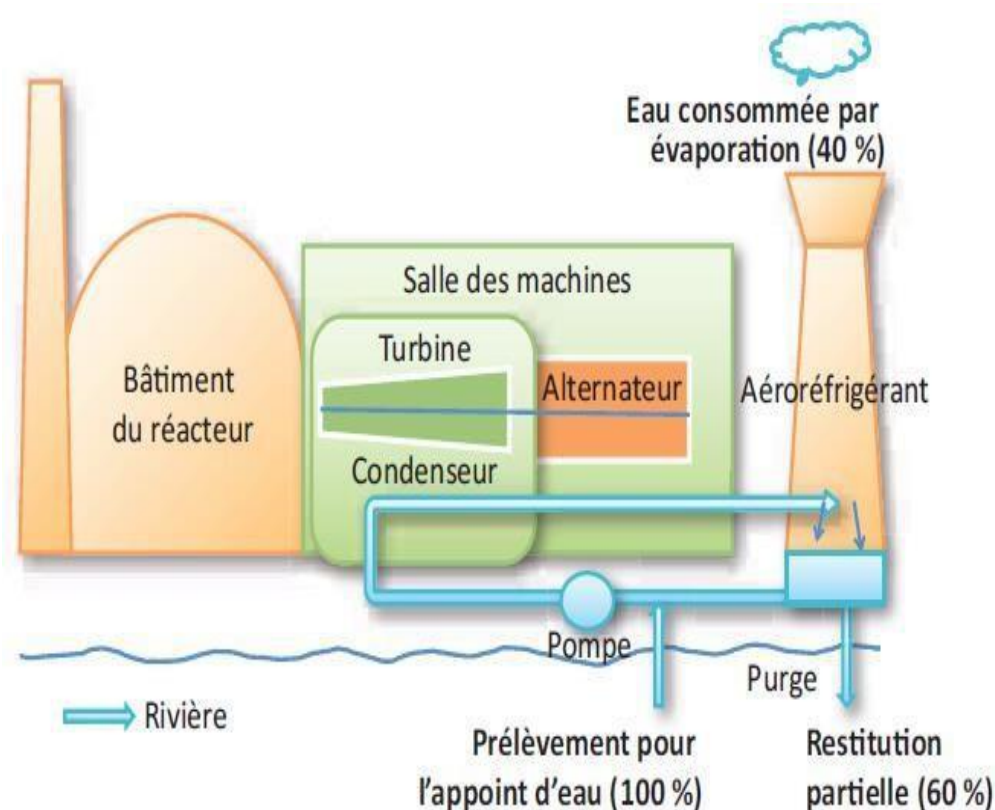 Eau consommée par
évaporation (40 %)
Salle des machines
Turbine
Bâtiment
du réacteur
Alternateur
Aéroréfrigérant
Condenseur
Pompe
Purge
Rivière
Prélèvement pour
l'appoint d'eau (100 %)
Restitution
partielle (60 %)